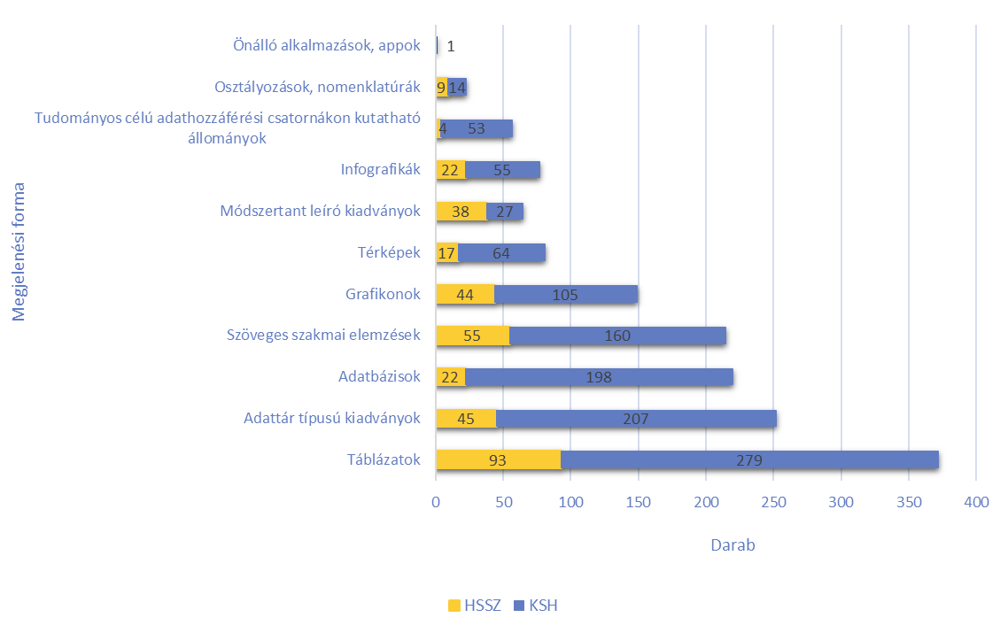 Önálló alkalmazások, appok
1
Osztályozások, nomenklatúrák
9 14
Tudományos célú adathozzáférési csatornákon kutatható
állományok
4 53
Infografikák
22 55
Módszertant leíró kiadványok
38 27
Térképek
17 64
Grafikonok
44 105
Szöveges szakmai elemzések
55 160
Adatbázisok
22 198
Adattár típusú kiadványok
45 207
Táblázatok
93 279
Megjelenési forma
0 50 100 150 200 250 300 350 400
Darab
HSSZ KSH